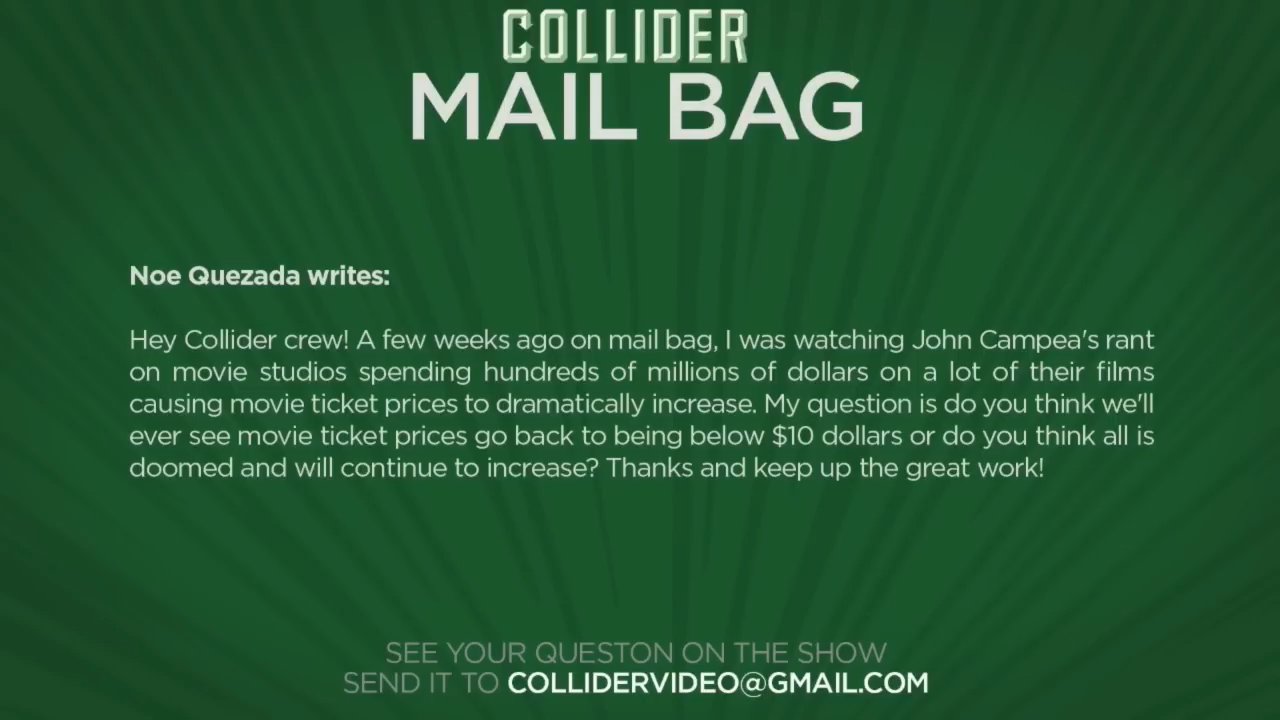 COLLIDER
MAIL BAG
Noe Quezada writes:
Hey Collider crew! A few weeks ago on mail bag, I was watching John Campea's rant
on movie studios spending hundreds of millions of dollars on a lot of their films
causing movie ticket prices to dramatically increase. My question is do you think we'll
ever see movie ticket prices go back to being below $10 dollars or do you think all is
doomed and will continue to increase? Thanks and keep up the great work!
SEE YOUR QUESTON ON THE SHOW
SEND IT TO COLLIDERVIDEO@GMAIL.COM